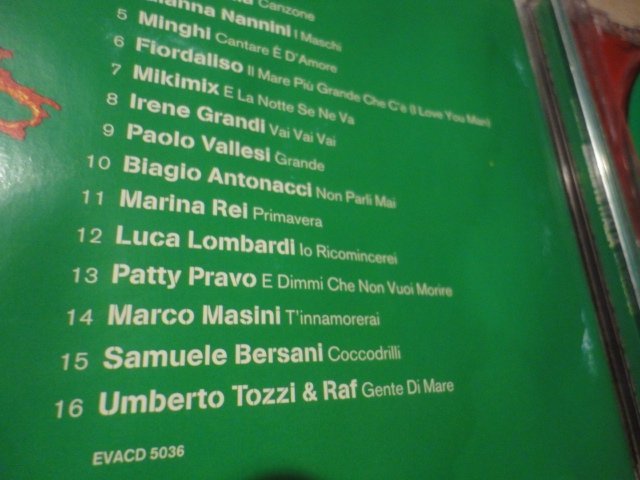 Canzone
Gianna Nannini I Maschi
5 Minghi Cantare È D'Amore
6 Fiordaliso Il Mare Più Grande Che C'è (I Love You Man)
7 Mikimix E La Notte Se Ne Va
8 Irene Grandi Vai Vai Vai
9 Paolo Vallesi Grande
10 Biagio Antonacci Non Parli Mai
11 Marina Rei Primavera
12 Luca Lombardi Io Ricomincerei
13 Patty Pravo E Dimmi Che Non Vuoi Morire
14 Marco Masini T'innamorerai
15 Samuele Bersani Coccodrilli
16 Umberto Tozzi & Raf Gente Di Mare
EVACD 5036